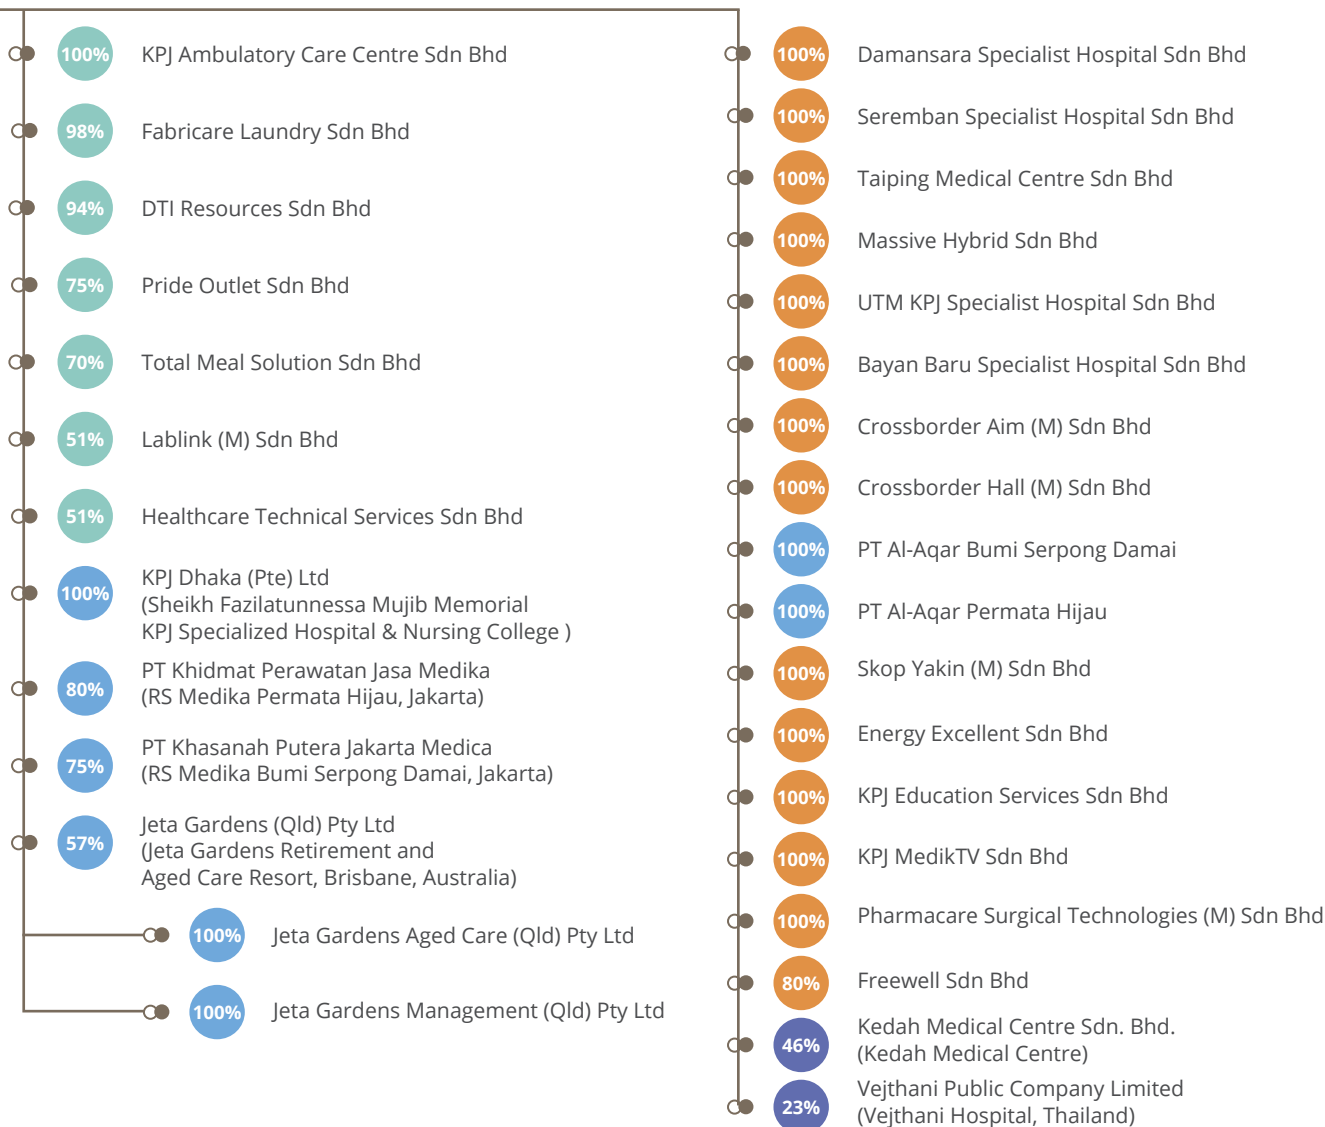 100% KPJ Ambulatory Care Centre Sdn Bhd
98% Fabricare Laundry Sdn Bhd
94% DTI Resources Sdn Bhd
75% Pride Outlet Sdn Bhd
70% Total Meal Solution Sdn Bhd
51% Lablink (M) Sdn Bhd
51% Healthcare Technical Services Sdn Bhd
100% KPJ Dhaka (Pte) Ltd
(Sheikh Fazilatunnessa Mujib Memorial
KPJ Specialized Hospital & Nursing College )
80% PT Khidmat Perawatan Jasa Medika
(RS Medika Permata Hijau, Jakarta)
75% PT Khasanah Putera Jakarta Medica
(RS Medika Bumi Serpong Damai, Jakarta)
57% Jeta Gardens (Qld) Pty Ltd
(Jeta Gardens Retirement and
Aged Care Resort, Brisbane, Australia)
100% Jeta Gardens Aged Care (Qld) Pty Ltd
100% Jeta Gardens Management (Qld) Pty Ltd
100% Damansara Specialist Hospital Sdn Bhd
100% Seremban Specialist Hospital Sdn Bhd
100% Taiping Medical Centre Sdn Bhd
100% Massive Hybrid Sdn Bhd
100% UTM KPJ Specialist Hospital Sdn Bhd
100% Bayan Baru Specialist Hospital Sdn Bhd
100% Crossborder Aim (M) Sdn Bhd
100% Crossborder Hall (M) Sdn Bhd
100% PT Al-Aqar Bumi Serpong Damai
100% PT Al-Aqar Permata Hijau
100% Skop Yakin (M) Sdn Bhd
100% Energy Excellent Sdn Bhd
100% KPJ Education Services Sdn Bhd
100% KPJ MedikTV Sdn Bhd
100% Pharmacare Surgical Technologies (M) Sdn Bhd
80% Freewell Sdn Bhd
46% Kedah Medical Centre Sdn. Bhd.
(Kedah Medical Centre)
23% Vejthani Public Company Limited
(Vejthani Hospital, Thailand)